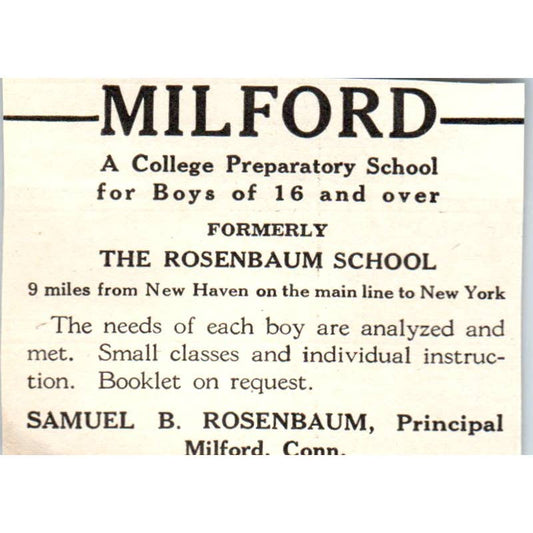 MILFORD
A College Preparatory School
for Boys of 16 and over
FORMERLY
THE ROSENBAUM SCHOOL
9 miles from New Haven on the main line to New York
The needs of each boy are analyzed and
met. Small classes and individual instruc-
tion. Booklet on request.
SAMUEL B. ROSENBAUM, Principal
Milford, Conn.